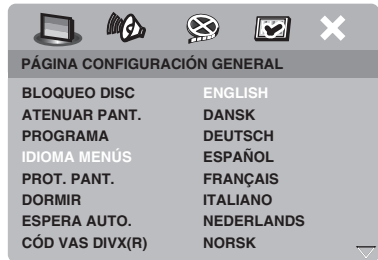 PÁGINA CONFIGURACIÓN GENERAL
BLOQUEO DISC ENGLISH
ATENUAR PANT. DANSK
PROGRAMA DEUTSCH
IDIOMA MENÚS ESPAÑOL
PROT. PANT. FRANÇAIS
DORMIR ITALIANO
ESPERA AUTO. NEDERLANDS
CÓD VAS DIVX(R) NORSK